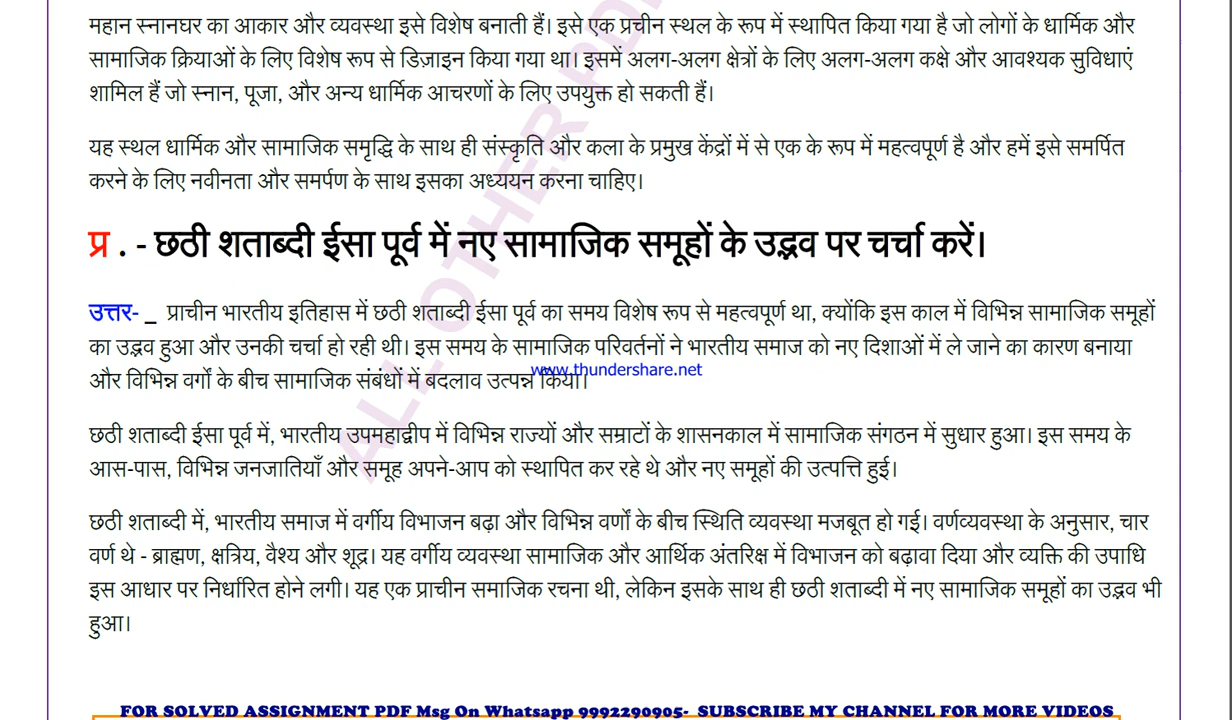 महान स्नानघर का आकार और व्यवस्था इसे विशेष बनाती हैं। इसे एक प्रचीन स्थल के रूप में स्थापित किया गया है जो लोगों के धार्मिक और
सामाजिक क्रियाओं के लिए विशेष रूप से डिज़ाइन किया गया था। इसमें अलग-अलग क्षेत्रों के लिए अलग-अलग कक्षे और आवश्यक सुविधाएं
शामिल हैं जो स्नान, पूजा, और अन्य धार्मिक आचरणों के लिए उपयुक्त हो सकती हैं।
यह स्थल धार्मिक और सामाजिक समृद्धि के साथ ही संस्कृति और कला के प्रमुख केंद्रों में से एक के रूप में महत्वपूर्ण है और हमें इसे समर्पित
करने के लिए नवीनता और समर्पण के साथ इसका अध्ययन करना चाहिए।
प्र . - छठी शताब्दी ईसा पूर्व में नए सामाजिक समूहों के उद्भव पर चर्चा करें।
उत्तर- _ प्राचीन भारतीय इतिहास में छठी शताब्दी ईसा पूर्व का समय विशेष रूप से महत्वपूर्ण था, क्योंकि इस काल में विभिन्न सामाजिक समूहों
का उद्भव हुआ और उनकी चर्चा हो रही थी। इस समय के सामाजिक परिवर्तनों ने भारतीय समाज को नए दिशाओं में ले जाने का कारण बनाया
और विभिन्न वर्गों के बीच सामाजिक संबंधों में बदलाव उत्पन्न किया।
www.thundershare.net
छठी शताब्दी ईसा पूर्व में, भारतीय उपमहाद्वीप में विभिन्न राज्यों और सम्राटों के शासनकाल में सामाजिक संगठन में सुधार हुआ। इस समय के
आस-पास, विभिन्न जनजातियाँ और समूह अपने-आप को स्थापित कर रहे थे और नए समूहों की उत्पत्ति हुई।
छठी शताब्दी में, भारतीय समाज में वर्गीय विभाजन बढ़ा और विभिन्न वर्णों के बीच स्थिति व्यवस्था मजबूत हो गई। वर्णव्यवस्था के अनुसार, चार
वर्ण थे - ब्राह्मण, क्षत्रिय, वैश्य और शूद्र। यह वर्गीय व्यवस्था सामाजिक और आर्थिक अंतरिक्ष में विभाजन को बढ़ावा दिया और व्यक्ति की उपाधि
इस आधार पर निर्धारित होने लगी। यह एक प्राचीन समाजिक रचना थी, लेकिन इसके साथ ही छठी शताब्दी में नए सामाजिक समूहों का उद्भव भी
हुआ।
ALL OTHER PDF
FOR SOLVED ASSIGNMENT PDF Msg On Whatsapp 9992290905- SUBSCRIBE MY CHANNEL FOR MORE VIDEOS